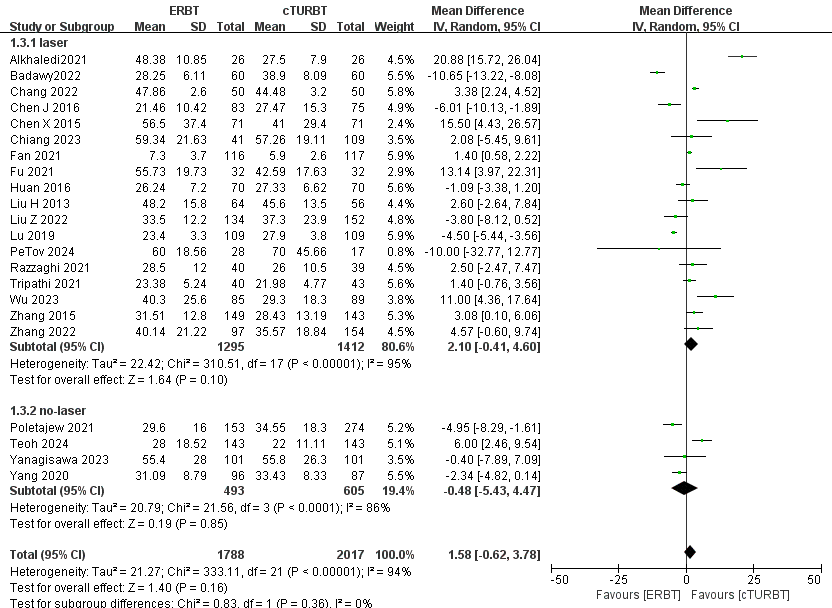 ERBT cTURBT Mean Difference Mean Difference
Study or Subgroup Mean SD Total Mean SD Total Weight IV, Random, 95% CI IV, Random, 95% CI
1.3.1 laser
Alkhaledi2021 48.38 10.85 26 27.5 7.9 26 4.5% 20.88 [15.72, 26.04]
Badawy2022 28.25 6.11 60 38.9 8.09 60 5.5% -10.65 [-13.22, -8.08]
Chang 2022 47.86 2.6 50 44.48 3.2 50 5.8% 3.38 [2.24, 4.52]
Chen J 2016 21.46 10.42 83 27.47 15.3 75 4.9% -6.01 [-10.13, -1.89]
Chen X 2015 56.5 37.4 71 41 29.4 71 2.4% 15.50 [4.43, 26.57]
Chiang 2023 59.34 21.63 41 57.26 19.11 109 3.5% 2.08 [-5.45, 9.61]
Fan 2021 7.3 3.7 116 5.9 2.6 117 5.9% 1.40 [0.58, 2.22]
Fu 2021 55.73 19.73 32 42.59 17.63 32 2.9% 13.14 [3.97, 22.31]
Huan 2016 26.24 7.2 70 27.33 6.62 70 5.5% -1.09 [-3.38, 1.20]
Liu H 2013 48.2 15.8 64 45.6 13.5 56 4.5% 2.60 [-2.64, 7.84]
Liu Z 2022 33.5 12.2 134 37.3 23.9 152 4.8% -3.80 [-8.12, 0.52]
Lu 2019 23.4 3.3 109 27.9 3.8 109 5.8% -4.50 [-5.44, -3.56]
PeTov 2024 60 18.56 28 70 45.66 17 0.8% -10.00 [-32.77, 12.77]
Razzaghi 2021 28.5 12 40 26 10.5 39 4.6% 2.50 [-2.47, 7.47]
Tripathi 2021 23.38 5.24 40 21.98 4.77 43 5.6% 1.40 [-0.76, 3.56]
Wu 2023 40.3 25.6 85 29.3 18.3 89 3.8% 11.00 [4.36, 17.64]
Zhang 2015 31.51 12.8 149 28.43 13.19 143 5.3% 3.08 [0.10, 6.06]
Zhang 2022 40.14 21.22 97 35.57 18.84 154 4.5% 4.57 [-0.60, 9.74]
Subtotal (95% CI) 1295 1412 80.6% 2.10 [-0.41, 4.60]
Heterogeneity: Tau² = 22.42; Chi² = 310.51, df = 17 (P < 0.00001); I² = 95%
Test for overall effect: Z = 1.64 (P = 0.10)
1.3.2 no-laser
Poletajew 2021 29.6 16 153 34.55 18.3 274 5.2% -4.95 [-8.29, -1.61]
Teoh 2024 28 18.52 143 22 11.11 143 5.1% 6.00 [2.46, 9.54]
Yanagisawa 2023 55.4 28 101 55.8 26.3 101 3.5% -0.40 [-7.89, 7.09]
Yang 2020 31.09 8.79 96 33.43 8.33 87 5.5% -2.34 [-4.82, 0.14]
Subtotal (95% CI) 493 605 19.4% -0.48 [-5.43, 4.47]
Heterogeneity: Tau² = 20.79; Chi² = 21.56, df = 3 (P < 0.0001); I² = 86%
Test for overall effect: Z = 0.19 (P = 0.85)
Total (95% CI) 1788 2017 100.0% 1.58 [-0.62, 3.78]
Heterogeneity: Tau² = 21.27; Chi² = 333.11, df = 21 (P < 0.00001); I² = 94%
Test for overall effect: Z = 1.40 (P = 0.16)
Test for subgroup differences: Chi² = 0.83, df = 1 (P = 0.36), I² = 0%
-50 -25 0 25 50
Favours [ERBT] Favours [cTURBT]